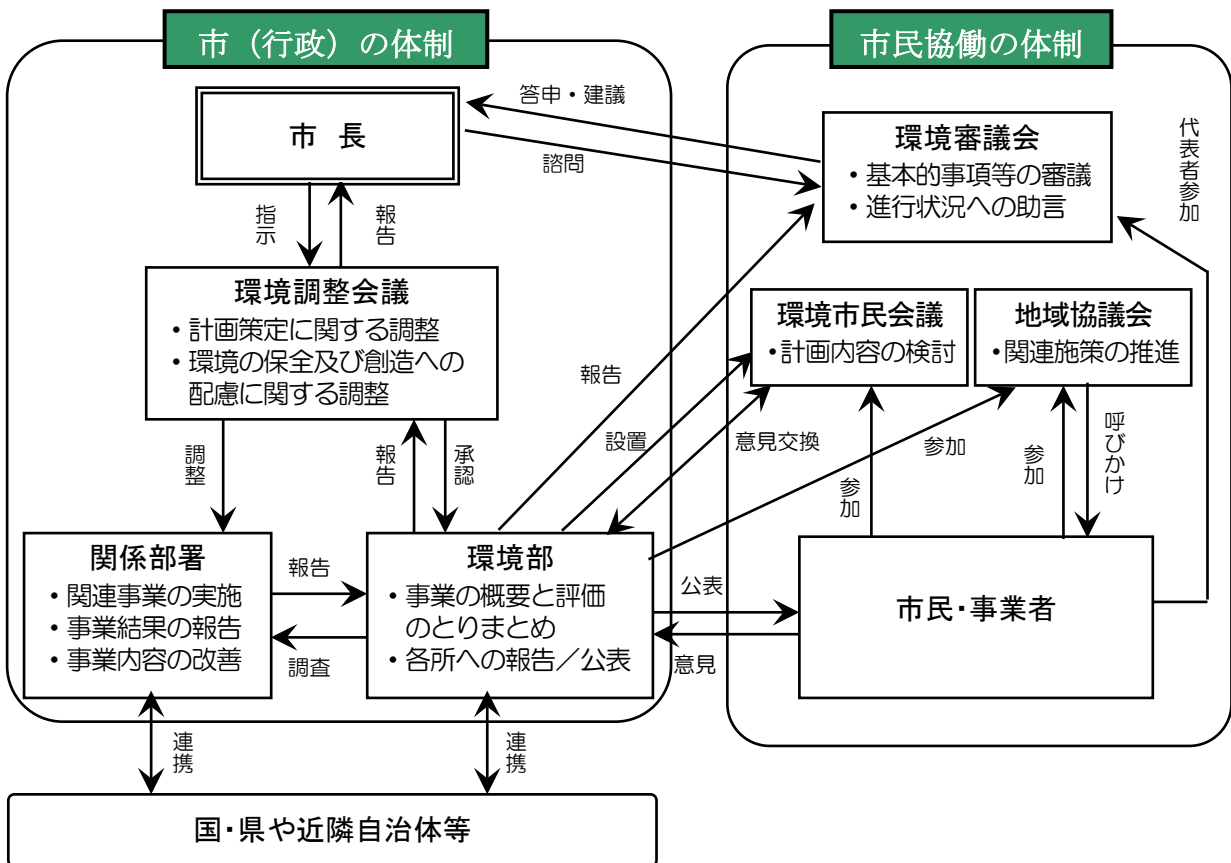 市（行政）の体制
市民協働の体制
市 長
答申・建議
諮問
環境審議会
・基本的事項等の審議
・進行状況への助言
代表者参加
指示
報告
環境調整会議
・計画策定に関する調整
・環境の保全及び創造への
配慮に関する調整
環境市民会議
・計画内容の検討
地域協議会
・関連施策の推進
報告
設置
意見交換
参加
調整
報告
承認
参加
参加
呼びかけ
関係部署
・関連事業の実施
・事業結果の報告
・事業内容の改善
報告
調査
環境部
・事業の概要と評価
のとりまとめ
・各所への報告／公表
公表
意見
市民・事業者
連携
連携
国・県や近隣自治体等